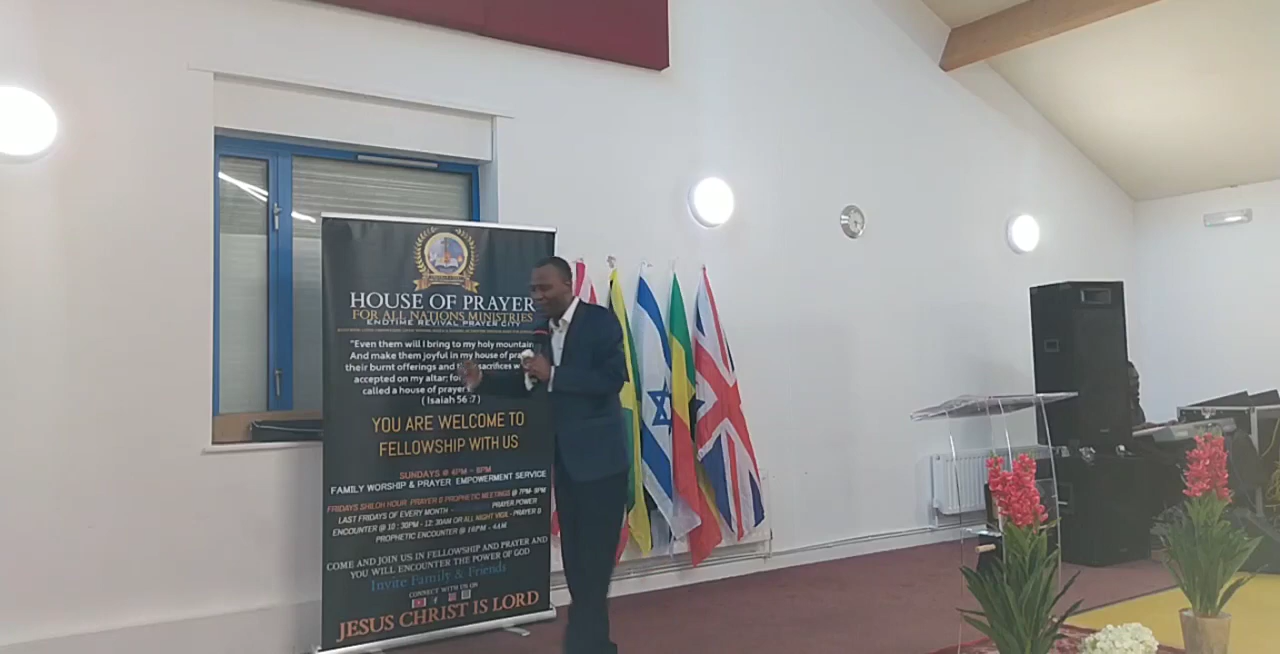 HOUSE OF PRAYER
FOR ALL NATIONS MINISTRIES
ENDTIME REVIVAL PRAYER CITY
"Even them will I bring to my holy mountain
And make them joyful in my house of
their burnt offerings and sacrifices
accepted on my altar; for
called a house of prayer
( Isaiah 56:7 )
YOU ARE WELCOME TO
FELLOWSHIP WITH US
SUNDAYS @ 4PM - 8PM
FAMILY WORSHIP & PRAYER EMPOWERMENT SERVICE
FRIDAYS SHILOH HOUR PRAYER & PROPHETIC MEETINGS @ 7PM-9PM
LAST FRIDAYS OF EVERY MONTH - PRAYER POWER
ENCOUNTER @ 10:30PM - 12:30AM OR ALL NIGHT VIGIL - PRAYER &
PROPHETIC ENCOUNTER @ 10PM - 4AM
COME AND JOIN US IN FELLOWSHIP AND PRAYER AND
YOU WILL ENCOUNTER THE POWER OF GOD
Invite Family & Friends
CONNECT WITH US ON
JESUS CHRIST IS LORD